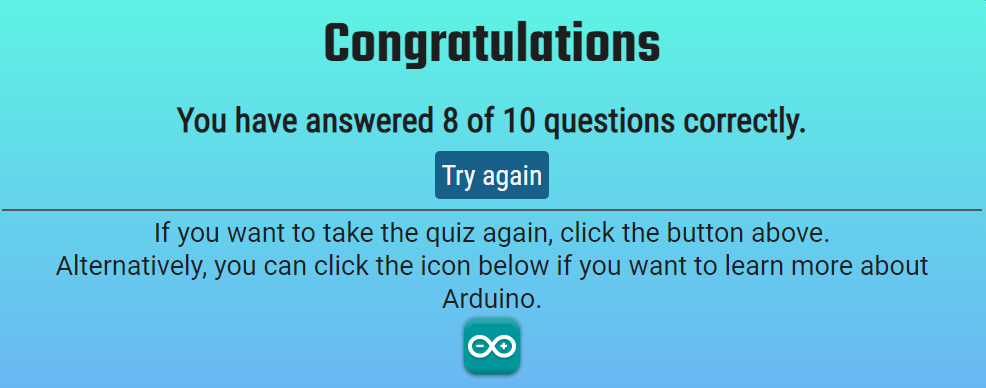 Congratulations
You have answered 8 of 10 questions correctly.
Try again
If you want to take the quiz again, click the button above.
Alternatively, you can click the icon below if you want to learn more about
Arduino.